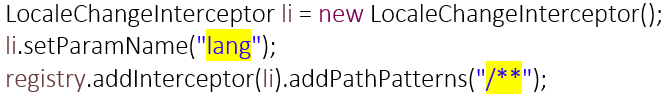 LocaleChangeInterceptor li = new LocaleChangeInterceptor();
li.setParamName("lang");
registry.addInterceptor(li).addPathPatterns("/**");